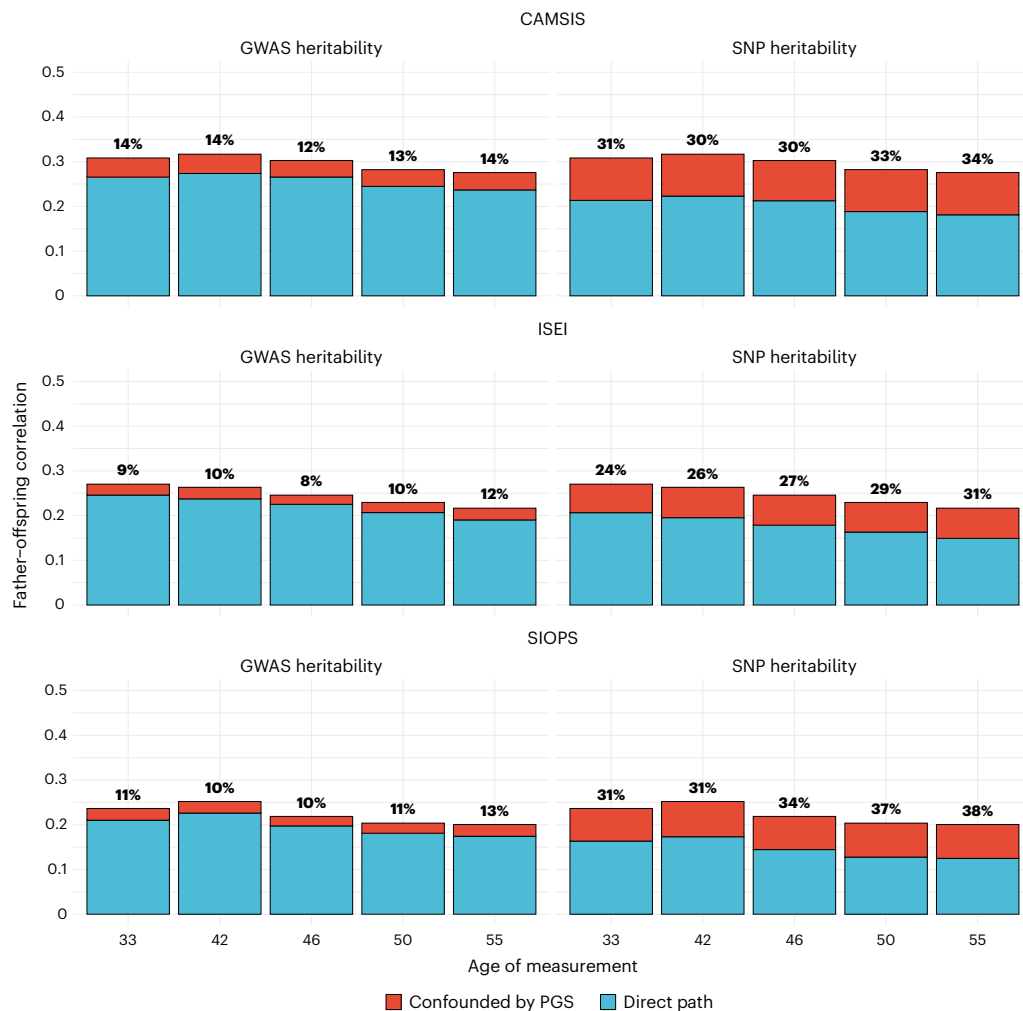 CAMSIS
GWAS heritability SNP heritability
0.5
0.4
0.3
0.2
0.1
0
14% 14% 12% 13% 14% 31% 30% 30% 33% 34%
ISEI
GWAS heritability SNP heritability
0.5
0.4
0.3
0.2
0.1
0
9% 10% 8% 10% 12% 24% 26% 27% 29% 31%
Father–offspring correlation
SIOPS
GWAS heritability SNP heritability
0.5
0.4
0.3
0.2
0.1
0
11% 10% 10% 11% 13% 31% 31% 34% 37% 38%
33 42 46 50 55 33 42 46 50 55
Age of measurement
Confounded by PGS Direct path